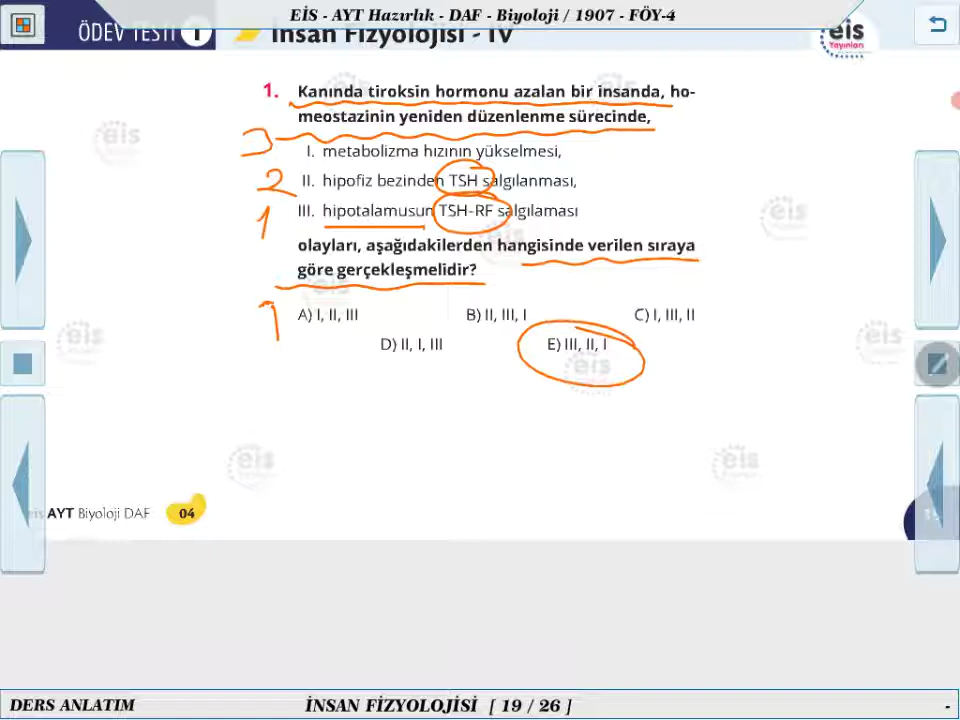 EİS - AYT Hazırlık - DAF - Biyoloji / 1907 - FÖY-4
ÖDEV TESTİ 1
İnsan Fizyolojisi - IV
eis
Yayınları
1. Kanında tiroksin hormonu azalan bir insanda, ho-
meostazinin yeniden düzenlenme sürecinde,
3 I. metabolizma hızının yükselmesi,
2 II. hipofiz bezinden TSH salgılanması,
1 III. hipotalamusun TSH-RF salgılaması
olayları, aşağıdakilerden hangisinde verilen sıraya
göre gerçekleşmelidir?
A) I, II, III B) II, III, I C) I, III, II
D) II, I, III E) III, II, I
eis AYT Biyoloji DAF 04
DERS ANLATIM İNSAN FİZYOLOJİSİ [ 19 / 26 ] -